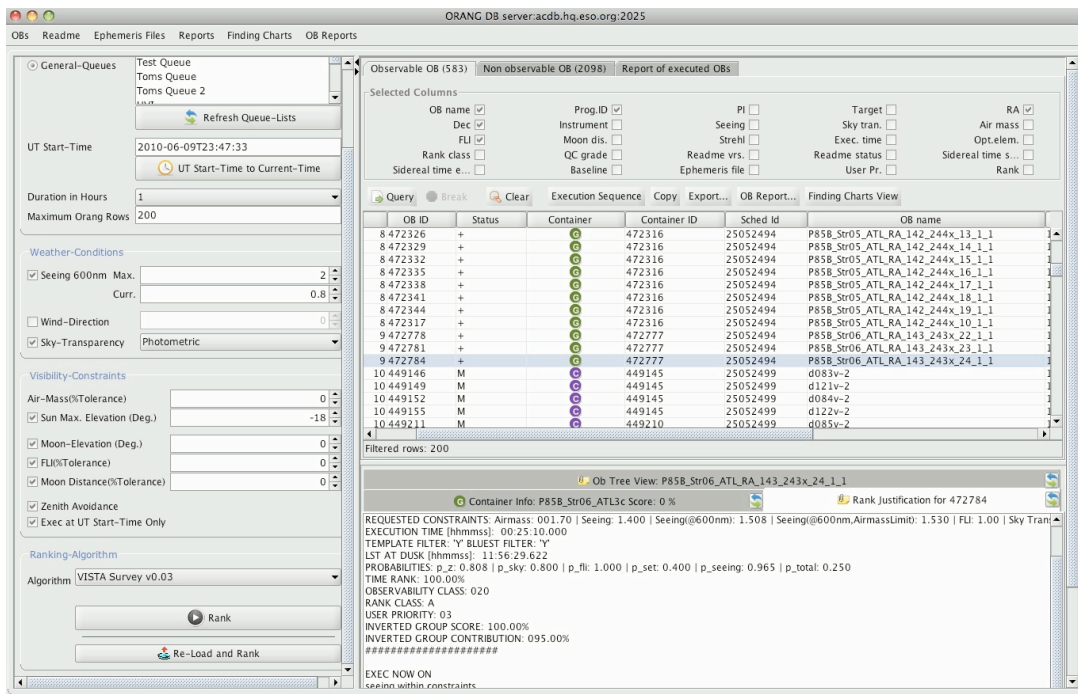 ORANG DB server:acdb.hq.eso.org:2025
OBs Readme Ephemeris Files Reports Finding Charts OB Reports
General-Queues
Test Queue
Toms Queue
Toms Queue 2
Refresh Queue-Lists
UT Start-Time 2010-06-09T23:47:33
UT Start-Time to Current-Time
Duration in Hours 1
Maximum Orang Rows 200
Weather-Conditions
Seeing 600nm Max. 2
Curr. 0.8
Wind-Direction 0
Sky-Transparency Photometric
Visibility-Constraints
Air-Mass(%Tolerance) 0
Sun Max. Elevation (Deg.) -18
Moon-Elevation (Deg.) 0
FLI(%Tolerance) 0
Moon Distance(%Tolerance) 0
Zenith Avoidance
Exec at UT Start-Time Only
Ranking-Algorithm
Algorithm VISTA Survey v0.03
Rank
Re-Load and Rank
Observable OB (583) Non observable OB (2098) Report of executed OBs
Selected Columns
OB name Prog.ID PI Target RA
Dec Instrument Seeing Sky tran. Air mass
FLI Moon dis. Strehl Exec. time Opt.elem.
Rank class QC grade Readme vrs. Readme status Sidereal time s...
Sidereal time e... Baseline Ephemeris file User Pr. Rank
Query Break Clear Execution Sequence Copy Export... OB Report... Finding Charts View
OB ID Status Container Container ID Sched Id OB name
8 472326 + G 472316 25052494 P85B_Str05_ATL_RA_142_244x_13_1_1
8 472329 + G 472316 25052494 P85B_Str05_ATL_RA_142_244x_14_1_1
8 472332 + G 472316 25052494 P85B_Str05_ATL_RA_142_244x_15_1_1
8 472335 + G 472316 25052494 P85B_Str05_ATL_RA_142_244x_16_1_1
8 472338 + G 472316 25052494 P85B_Str05_ATL_RA_142_244x_17_1_1
8 472341 + G 472316 25052494 P85B_Str05_ATL_RA_142_244x_18_1_1
8 472344 + G 472316 25052494 P85B_Str05_ATL_RA_142_244x_19_1_1
8 472317 + G 472316 25052494 P85B_Str05_ATL_RA_142_244x_10_1_1
9 472778 + G 472777 25052494 P85B_Str06_ATL_RA_143_243x_22_1_1
9 472781 + G 472777 25052494 P85B_Str06_ATL_RA_143_243x_23_1_1
9 472784 + G 472777 25052494 P85B_Str06_ATL_RA_143_243x_24_1_1
10 449146 M C 449145 25052499 d083v-2
10 449149 M C 449145 25052499 d121v-2
10 449152 M C 449145 25052499 d084v-2
10 449155 M C 449145 25052499 d122v-2
10 449211 M C 449210 25052499 d085v-2
Filtered rows: 200
Ob Tree View: P85B_Str06_ATL_RA_143_243x_24_1_1
G Container Info: P85B_Str06_ATL3c Score: 0 % Rank Justification for 472784
REQUESTED CONSTRAINTS: Airmass: 001.70 | Seeing: 1.400 | Seeing(@600nm): 1.508 | Seeing(@600nm,AirmassLimit): 1.530 | FLI: 1.00 | Sky Trans
EXECUTION TIME [hhmmss]: 00:25:10.000
TEMPLATE FILTER: 'Y' BLUEST FILTER: 'Y'
LST AT DUSK [hhmmss]: 11:56:29.622
PROBABILITIES: p_z: 0.808 | p_sky: 0.800 | p_fli: 1.000 | p_set: 0.400 | p_seeing: 0.965 | p_total: 0.250
TIME RANK: 100.00%
OBSERVABILITY CLASS: 020
RANK CLASS: A
USER PRIORITY: 03
INVERTED GROUP SCORE: 100.00%
INVERTED GROUP CONTRIBUTION: 095.00%
#####################
EXEC NOW ON
seeing within constraints